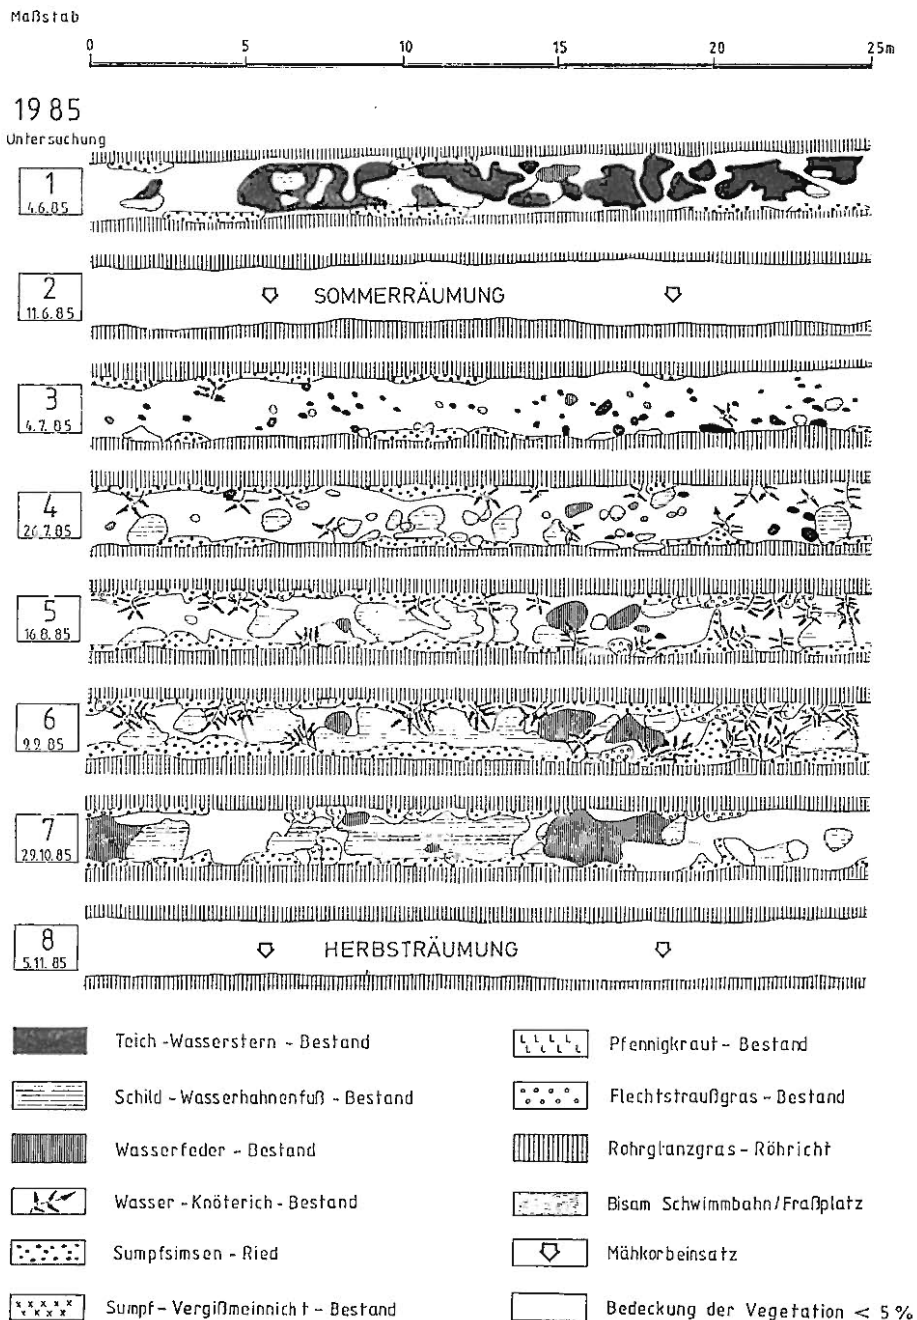 Maßstab
0 5 10 15 20 25m
1985
Untersuchung
1
4.6.85
2
11.6.85
SOMMERRÄUMUNG
3
4.7.85
4
26.7.85
5
16.8.85
6
9.9.85
7
29.10.85
8
5.11.85
HERBSTRÄUMUNG
Teich-Wasserstern-Bestand
Schild-Wasserhahnenfuß-Bestand
Wasserfeder-Bestand
Wasser-Knöterich-Bestand
Sumpfsimsen-Ried
Sumpf-Vergißmeinnicht-Bestand
Pfennigkraut-Bestand
Flechtstraußgras-Bestand
Rohrglanzgras-Röhricht
Bisam Schwimmbahn/Fraßplatz
Mähkorbeinsatz
Bedeckung der Vegetation < 5%